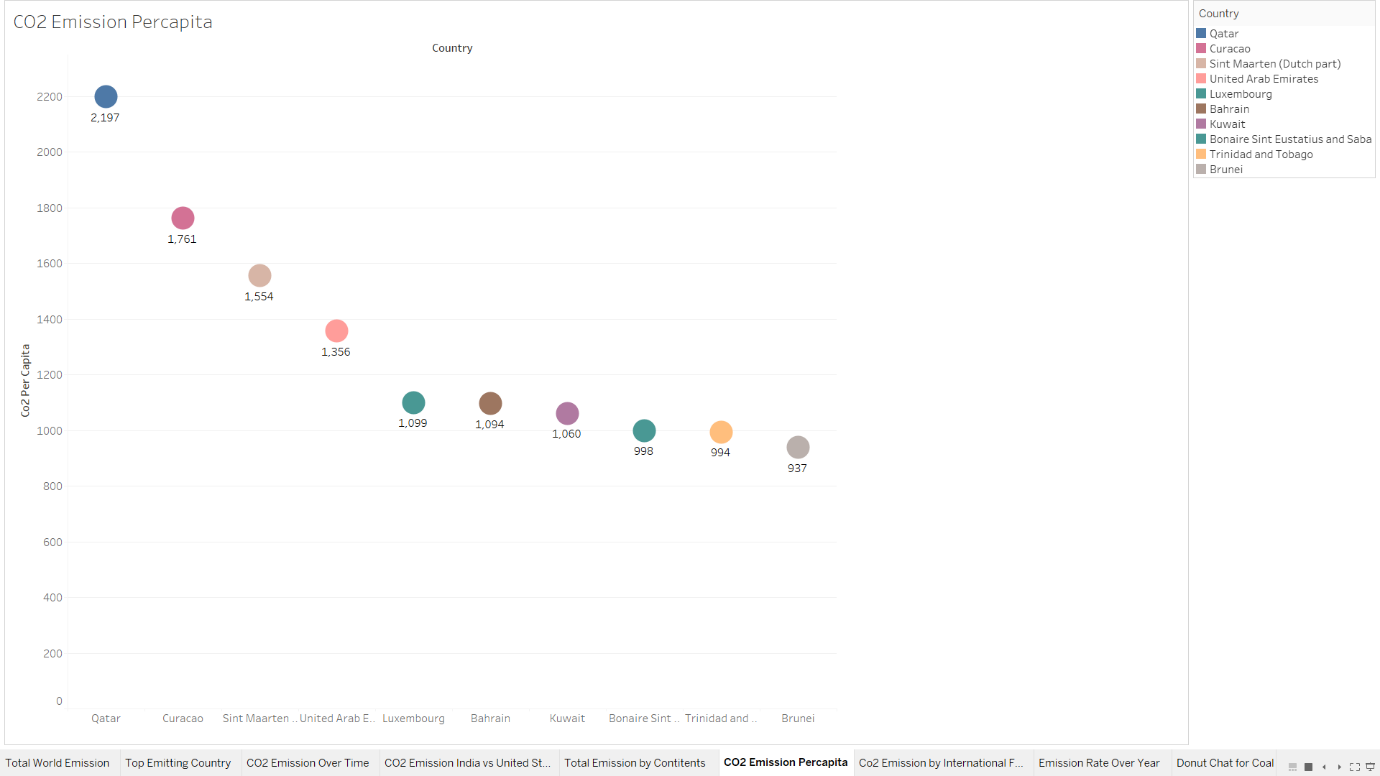 CO2 Emission Percapita
Country
2200
2000
1800
1600
1400
1200
1000
800
600
400
200
0
Co2 Per Capita
2,197
1,761
1,554
1,356
1,099
1,094
1,060
998
994
937
Qatar
Curacao
Sint Maarten ..
United Arab E..
Luxembourg
Bahrain
Kuwait
Bonaire Sint ..
Trinidad and ..
Brunei
Country
Qatar
Curacao
Sint Maarten (Dutch part)
United Arab Emirates
Luxembourg
Bahrain
Kuwait
Bonaire Sint Eustatius and Saba
Trinidad and Tobago
Brunei
Total World Emission
Top Emitting Country
CO2 Emission Over Time
CO2 Emission India vs United St...
Total Emission by Contitents
CO2 Emission Percapita
Co2 Emission by International F...
Emission Rate Over Year
Donut Chat for Coal